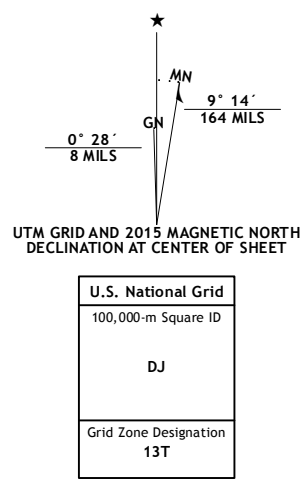 ★
MN
GN
9° 14´
164 MILS
0° 28´
8 MILS
UTM GRID AND 2015 MAGNETIC NORTH
DECLINATION AT CENTER OF SHEET
U.S. National Grid
100,000-m Square ID
DJ
Grid Zone Designation
13T